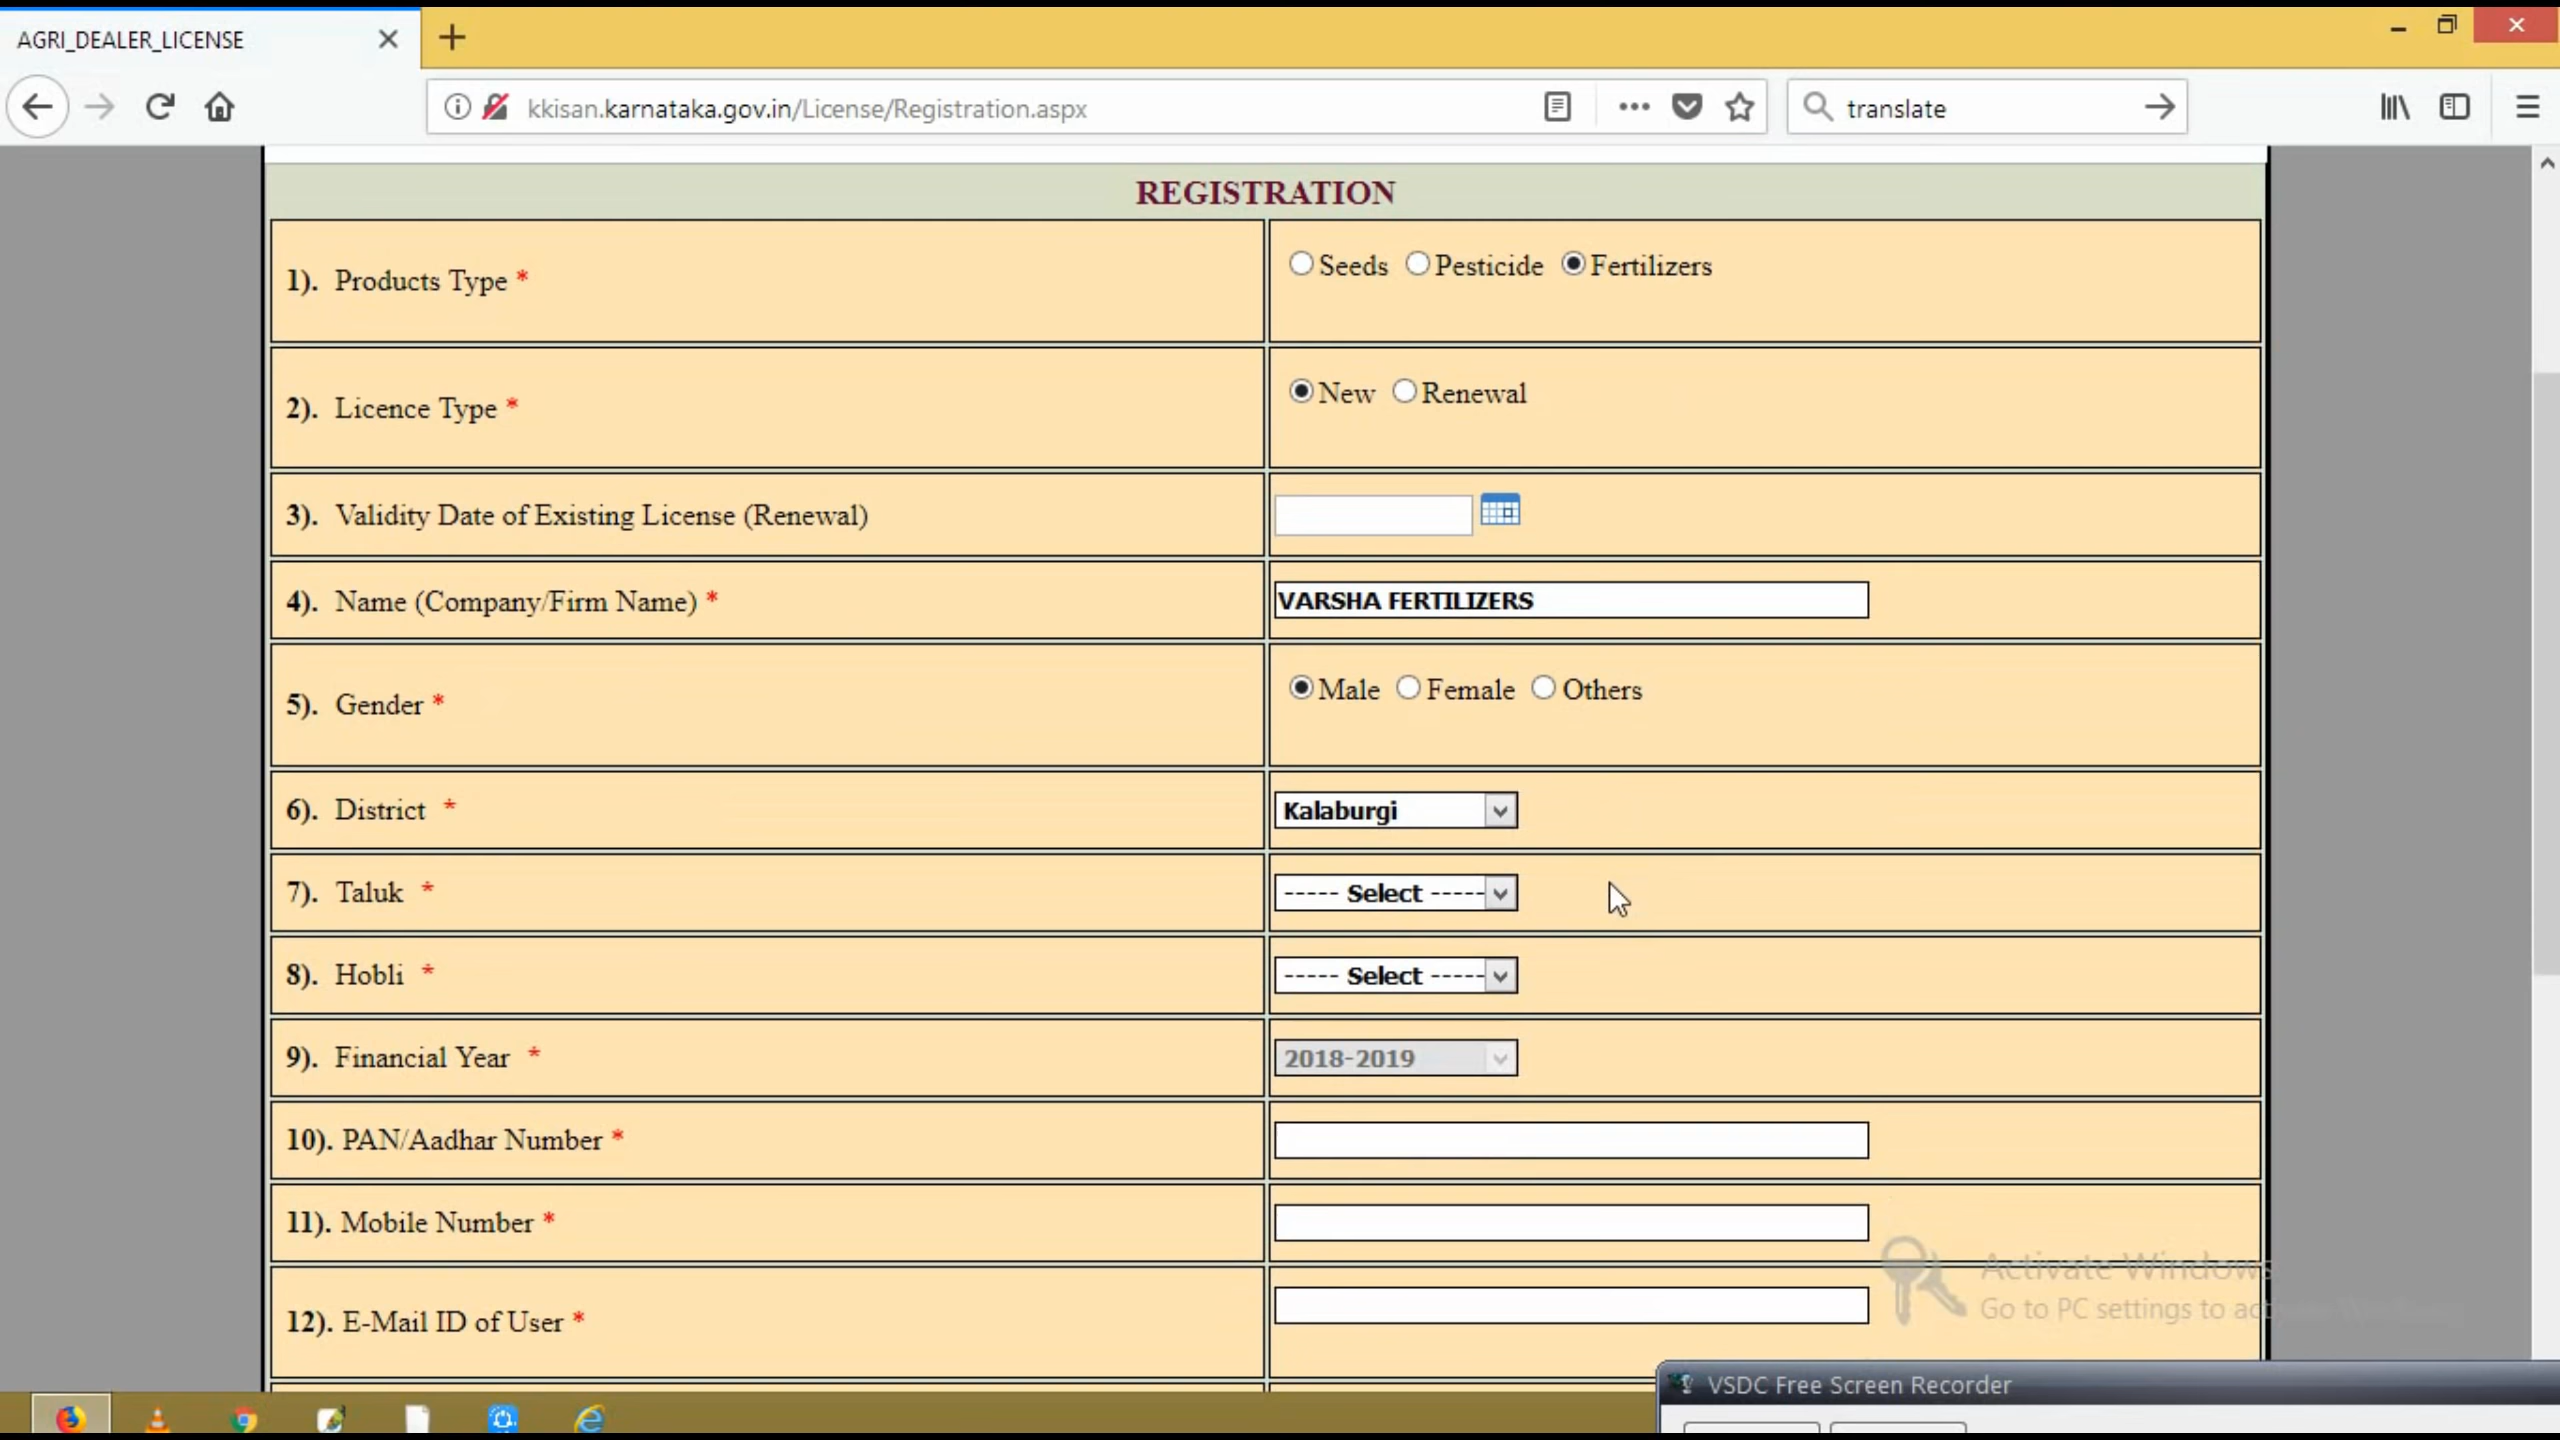 AGRI_DEALER_LICENSE
kkisan.karnataka.gov.in/License/Registration.aspx
translate
REGISTRATION
1). Products Type *
Seeds Pesticide Fertilizers
2). Licence Type *
New Renewal
3). Validity Date of Existing License (Renewal)
4). Name (Company/Firm Name) *
VARSHA FERTILIZERS
5). Gender *
Male Female Others
6). District *
Kalaburgi
7). Taluk *
----- Select -----
8). Hobli *
----- Select -----
9). Financial Year *
2018-2019
10). PAN/Aadhar Number *
11). Mobile Number *
12). E-Mail ID of User *
Activate Windows
Go to PC settings to
VSDC Free Screen Recorder